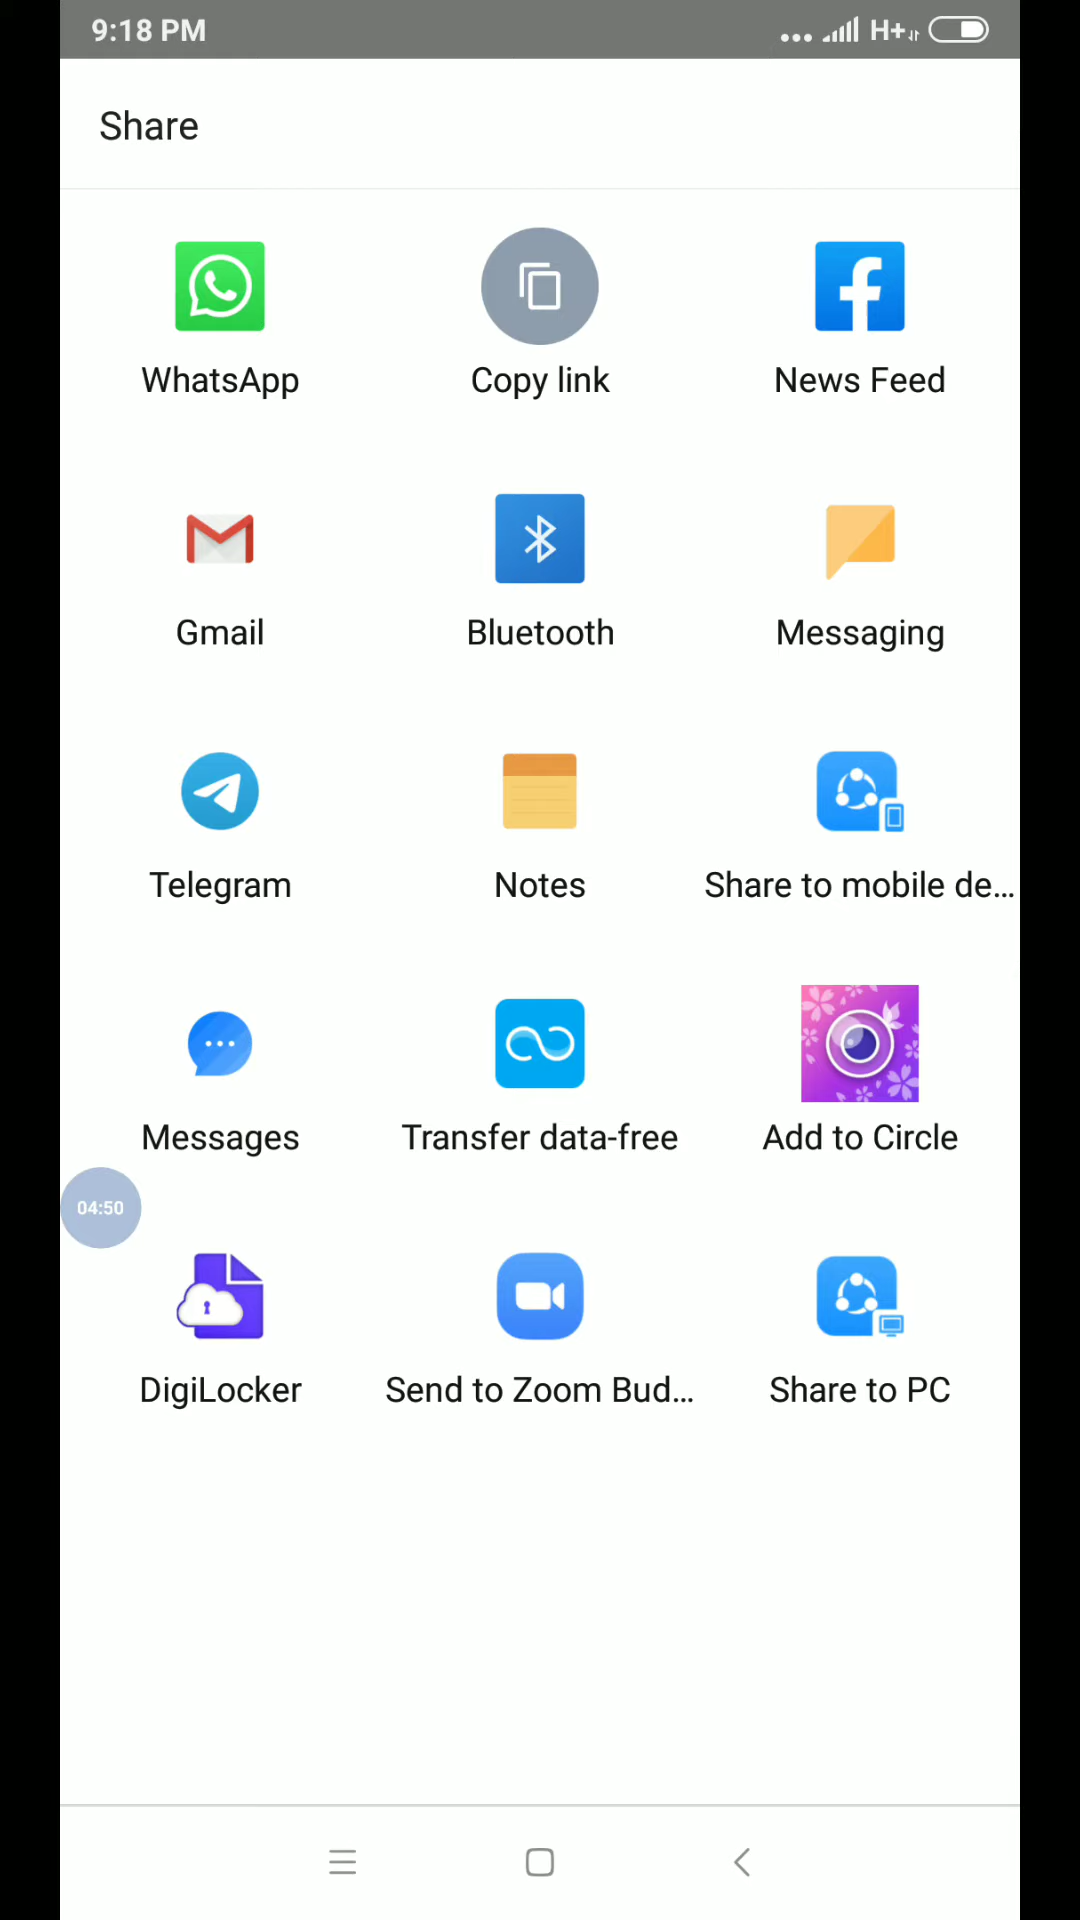 9:18 PM H+
Share
WhatsApp Copy link News Feed
Gmail Bluetooth Messaging
Telegram Notes Share to mobile de...
Messages Transfer data-free Add to Circle
04:50
DigiLocker Send to Zoom Bud... Share to PC